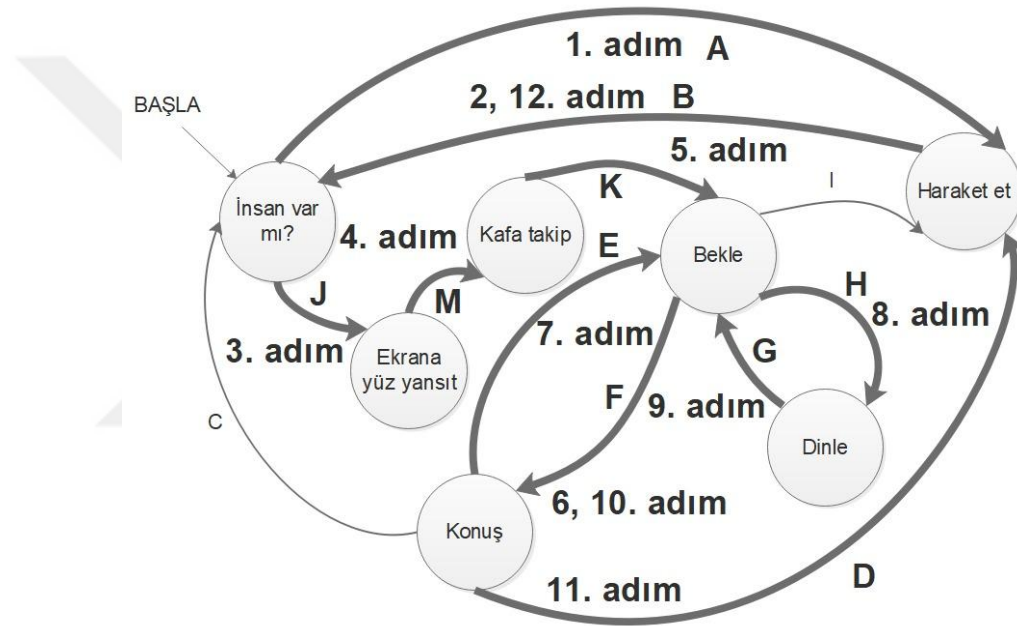 1. adım A
2, 12. adım B
BAŞLA
5. adım
I
Haraket et
K
İnsan var
mı?
4. adım
Kafa takip
E
Bekle
H
J
M
7. adım
8. adım
3. adım
Ekrana
yüz yansıt
G
F
9. adım
C
Dinle
6, 10. adım
Konuş
D
11. adım